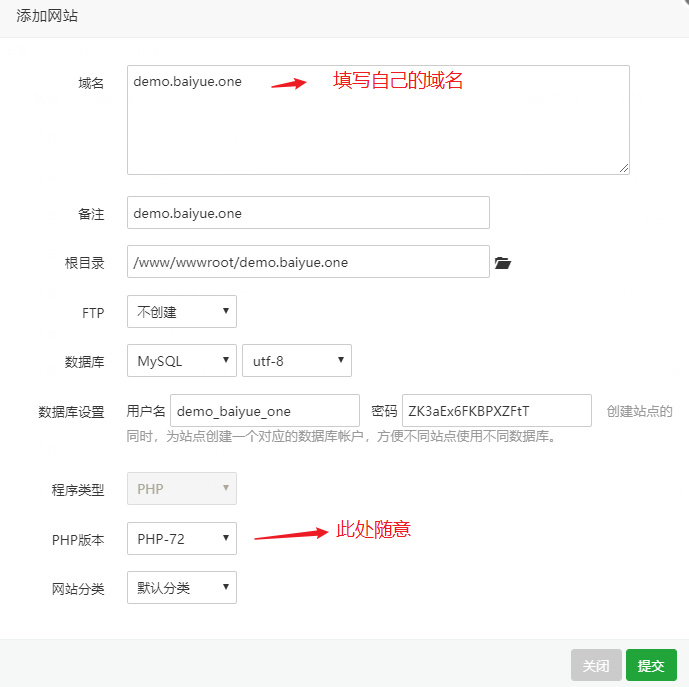 添加网站
域名 demo.baiyue.one 填写自己的域名
备注 demo.baiyue.one
根目录 /www/wwwroot/demo.baiyue.one
FTP 不创建
数据库 MySQL utf-8
数据库设置 用户名 demo_baiyue_one 密码 ZK3aEx6FKBPXZFtT 创建站点的
同时，为站点创建一个对应的数据库帐户，方便不同站点使用不同数据库。
程序类型 PHP
PHP版本 PHP-72 此处随意
网站分类 默认分类
关闭 提交